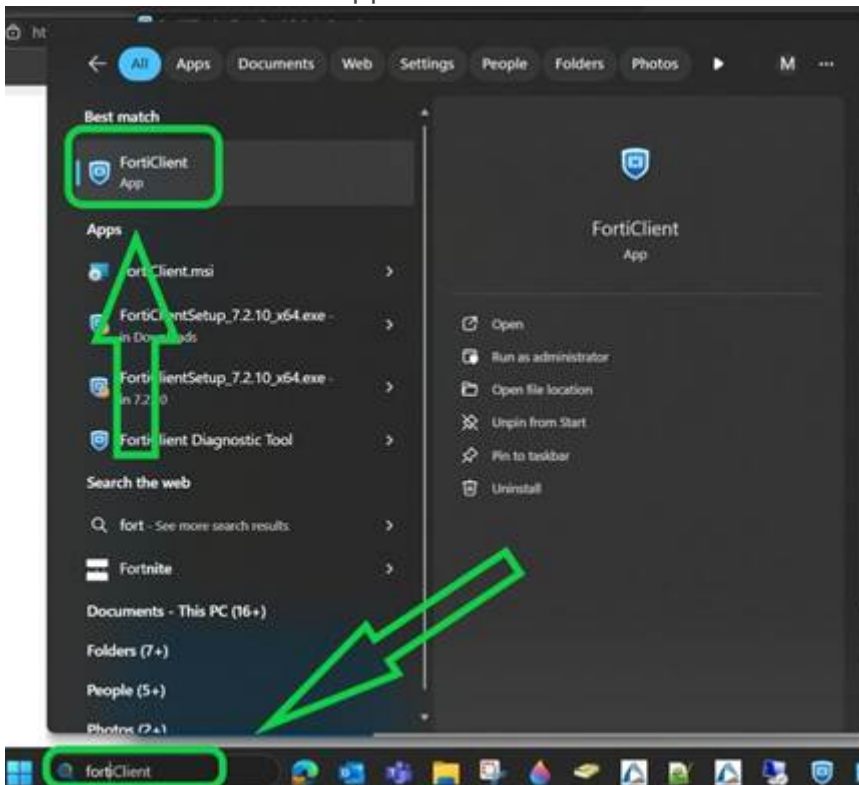 ht
All Apps Documents Web Settings People Folders Photos M ...
Best match
FortiClient
App
Apps
FortiClient.msi
FortiClientSetup_7.2.10_x64.exe -
in Downloads
FortiClientSetup_7.2.10_x64.exe -
in 7.2.10
FortiClient Diagnostic Tool
Search the web
fort - See more search results
Fortnite
Documents - This PC (16+)
Folders (7+)
People (5+)
Photos (2+)
FortiClient
App
Open
Run as administrator
Open file location
Unpin from Start
Pin to taskbar
Uninstall
fortiClient